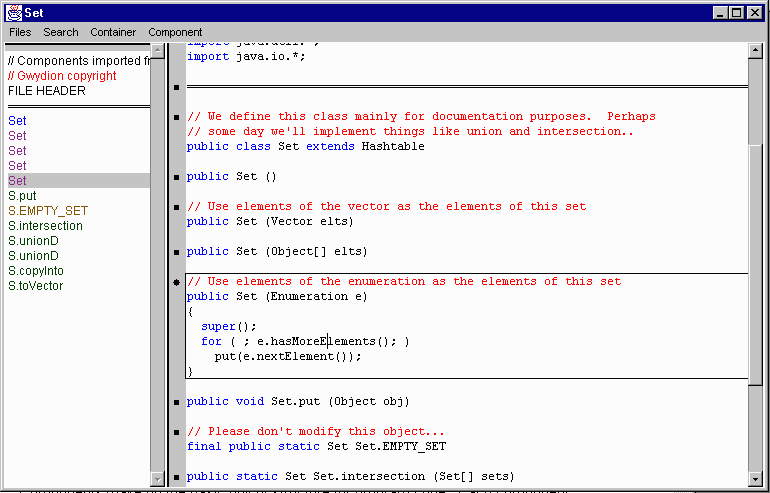 Set
Files Search Container Component
// Components imported fr
// Gwydion copyright
FILE HEADER
Set
Set
Set
Set
Set
S.put
S.EMPTY_SET
S.intersection
S.unionD
S.unionD
S.copyInto
S.toVector
import java.util.*;
import java.io.*;
// We define this class mainly for documentation purposes.  Perhaps
// some day we'll implement things like union and intersection..
public class Set extends Hashtable
public Set ()
// Use elements of the vector as the elements of this set
public Set (Vector elts)
public Set (Object[] elts)
// Use elements of the enumeration as the elements of this set
public Set (Enumeration e)
{
  super();
  for ( ; e.hasMoreElements(); )
    put(e.nextElement());
}
public void Set.put (Object obj)
// Please don't modify this object...
final public static Set Set.EMPTY_SET
public static Set Set.intersection (Set[] sets)